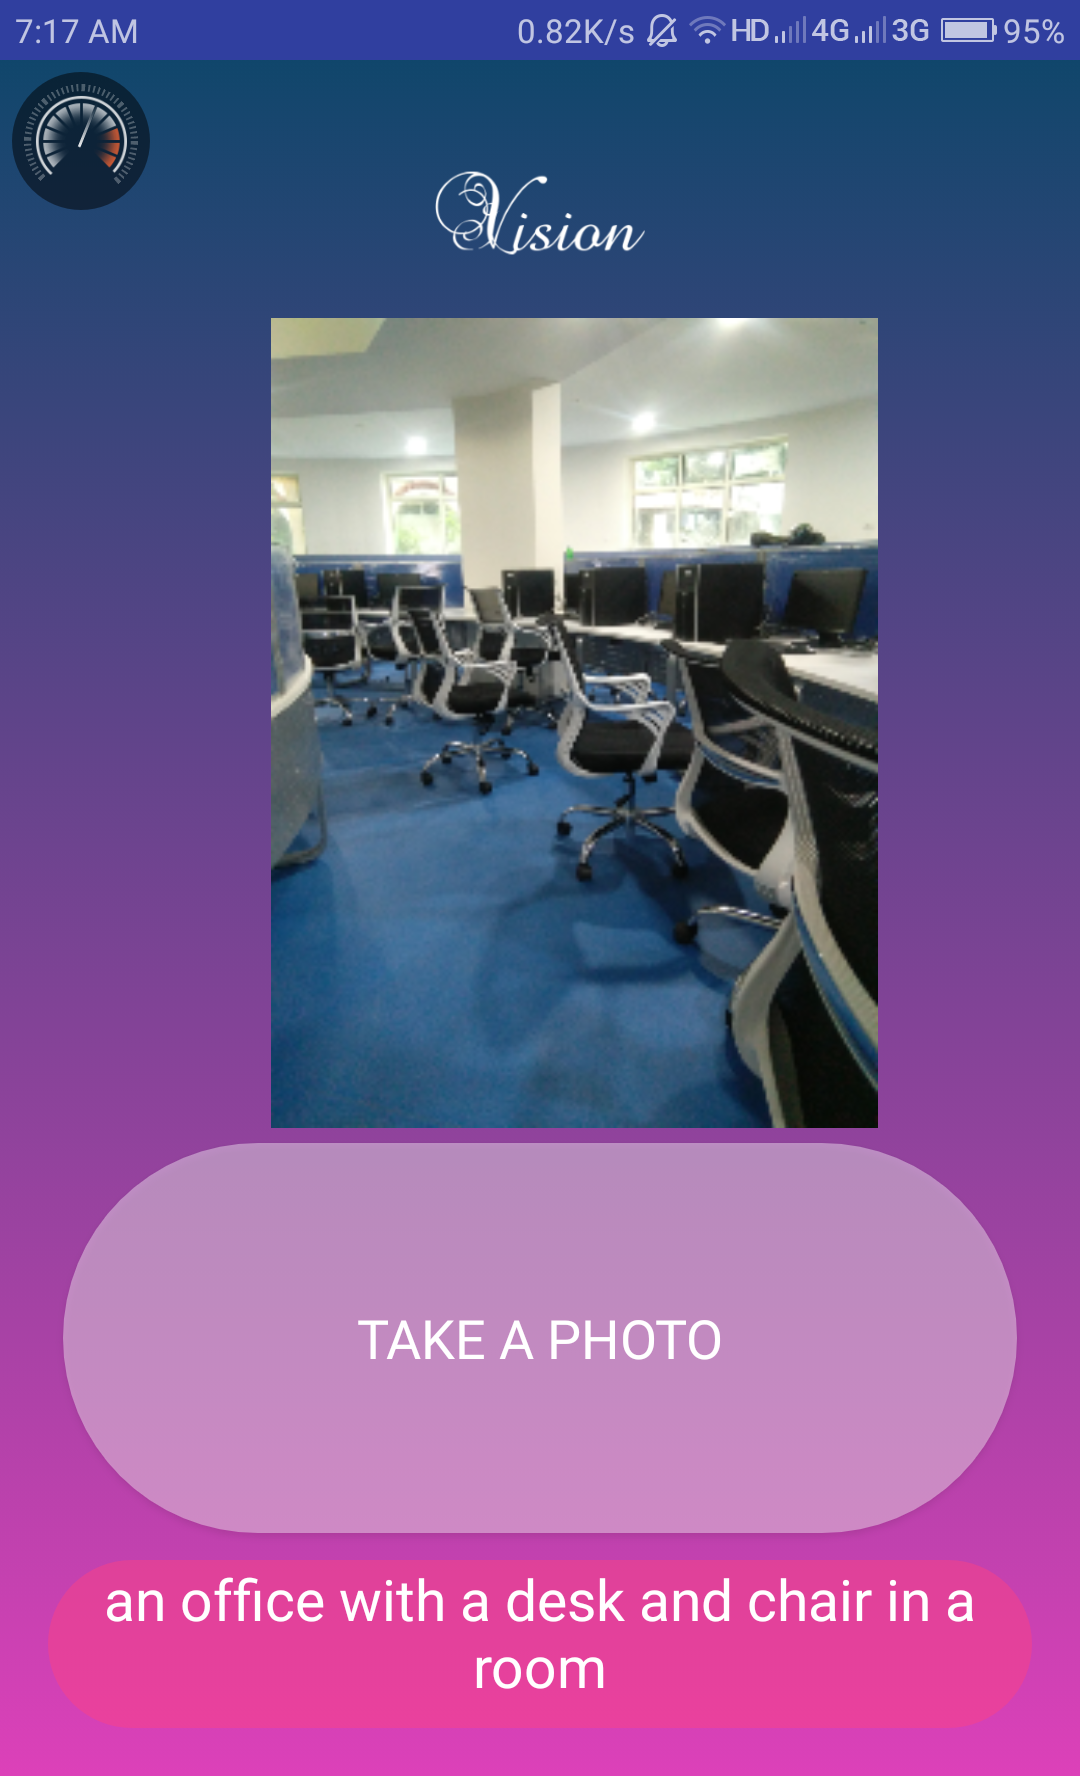 7:17 AM 0.82K/s HD 4G 3G 95%
Vision
TAKE A PHOTO
an office with a desk and chair in a
room